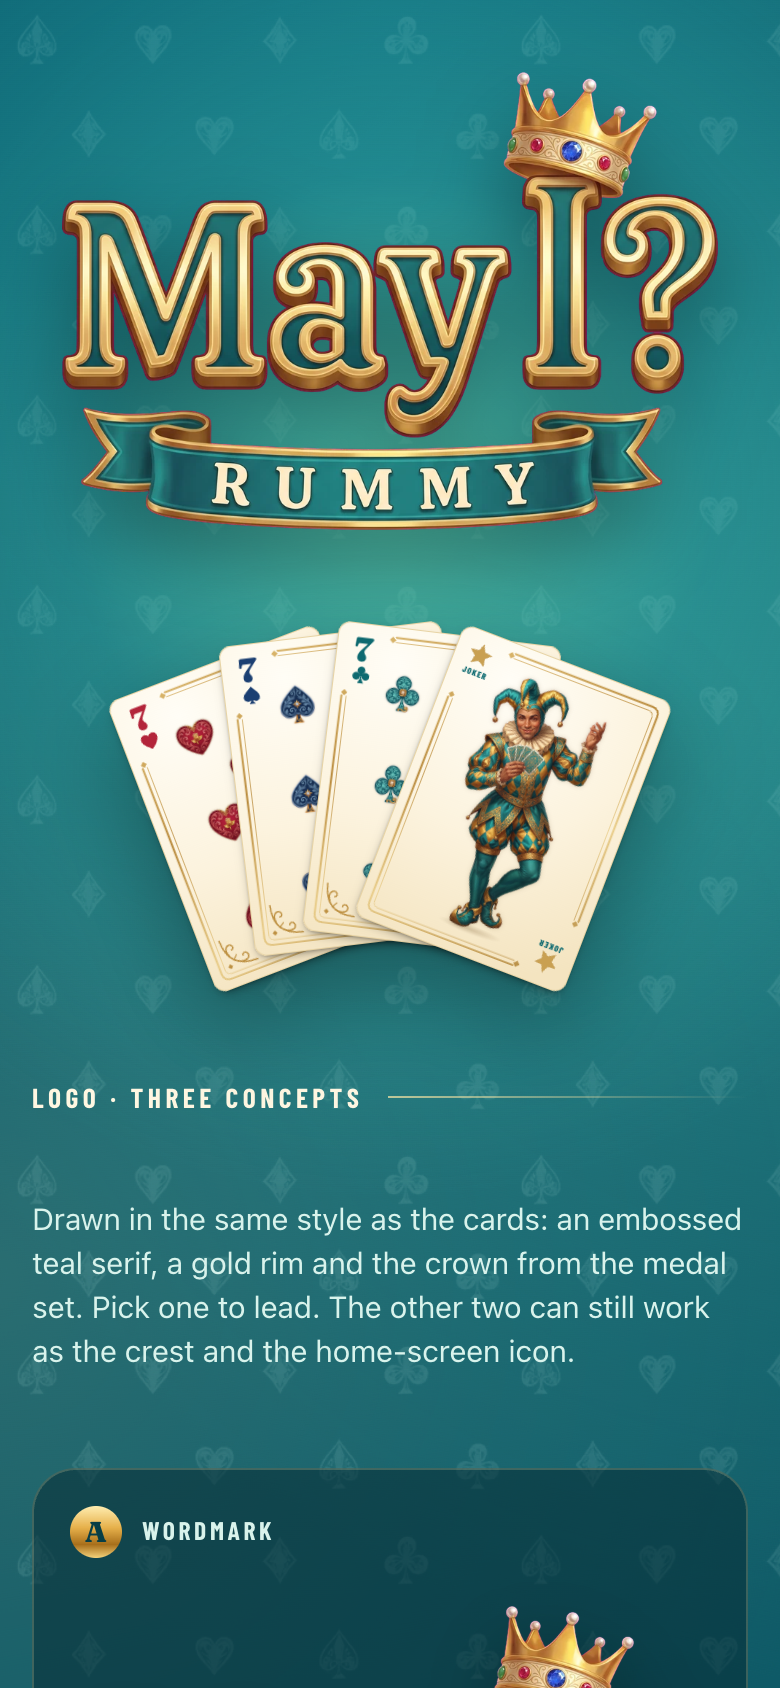 May I?
RUMMY
7
7
7
JOKER
JOKER
LOGO · THREE CONCEPTS
Drawn in the same style as the cards: an embossed
teal serif, a gold rim and the crown from the medal
set. Pick one to lead. The other two can still work
as the crest and the home-screen icon.
A WORDMARK